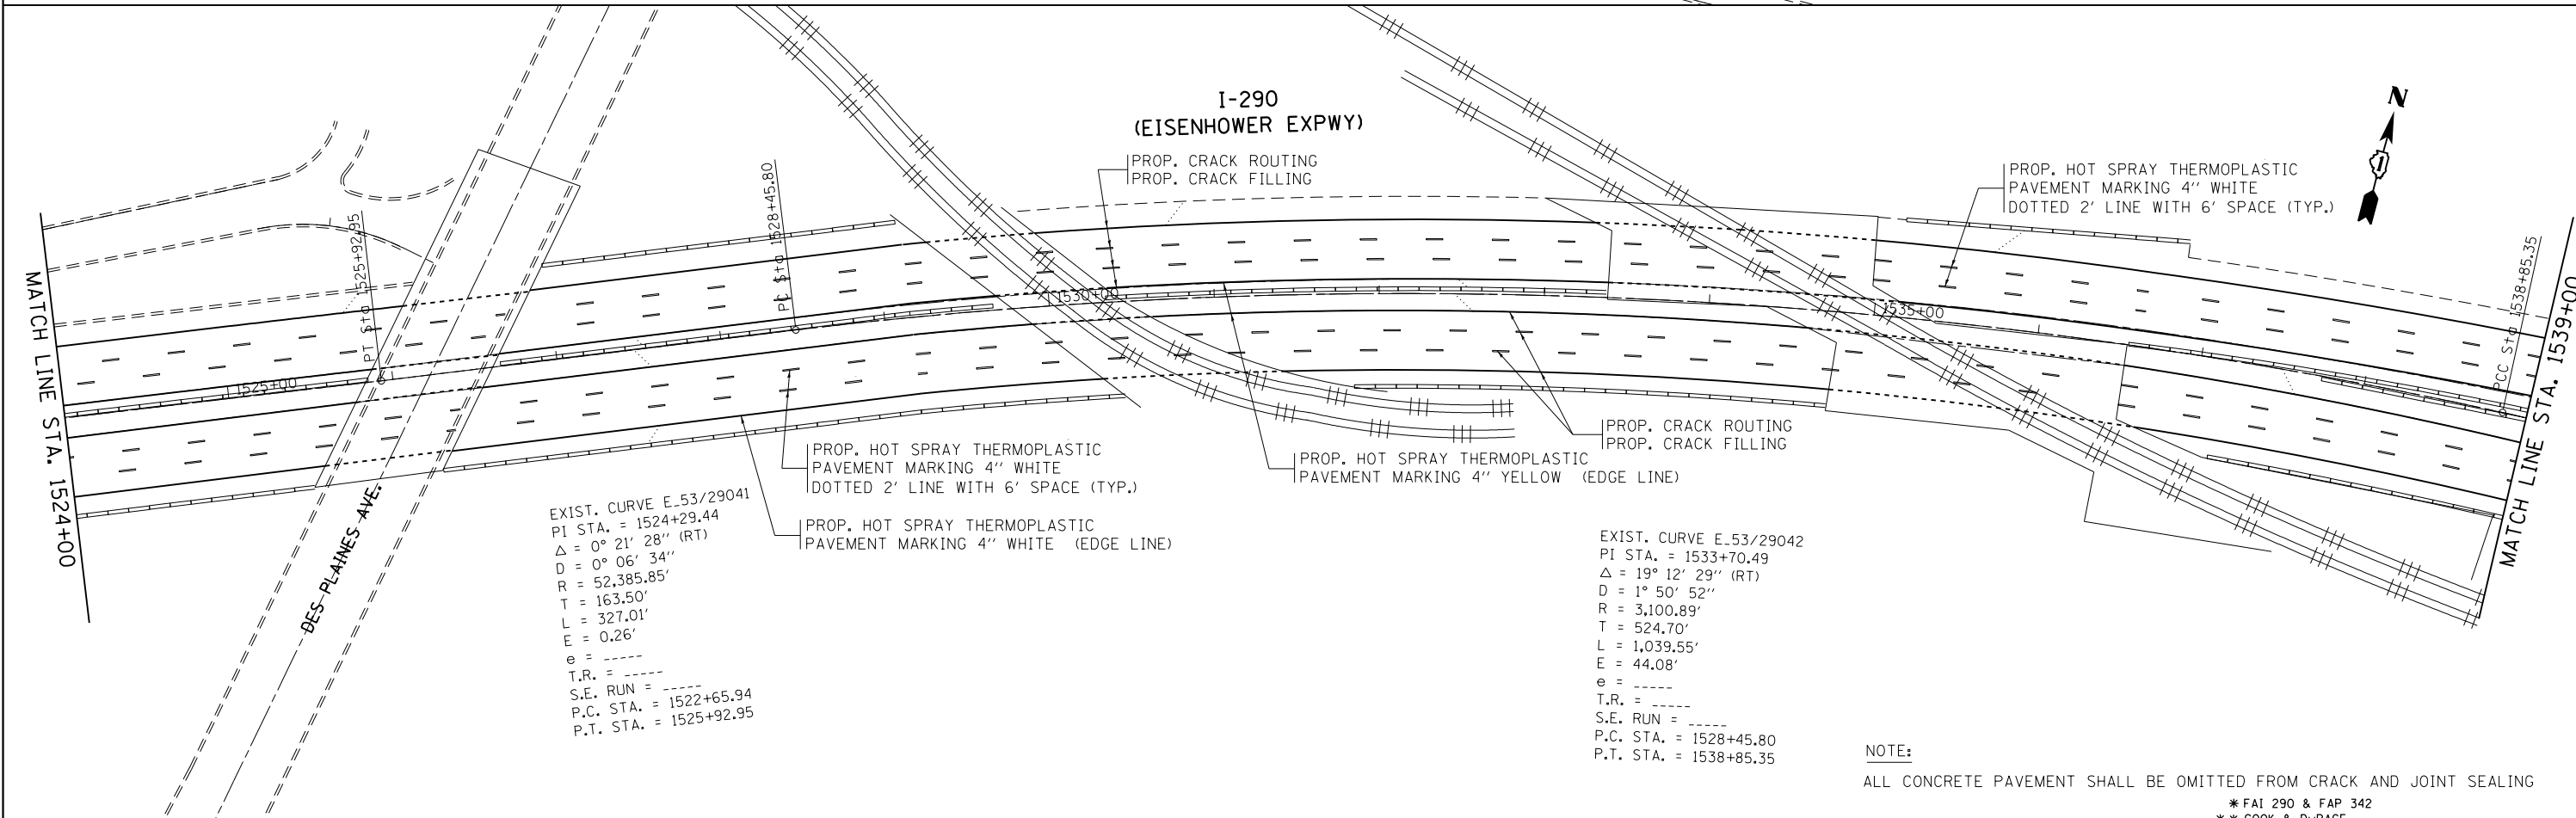 I-290
(EISENHOWER EXPWY)
N
PROP. CRACK ROUTING
PROP. CRACK FILLING
PROP. HOT SPRAY THERMOPLASTIC
PAVEMENT MARKING 4'' WHITE
DOTTED 2' LINE WITH 6' SPACE (TYP.)
MATCH LINE STA. 1524+00
PT Sta 1525+92.95
PC Sta 1528+45.80
1525+00
1530+00
1535+00
PCC Sta 1538+85.35
MATCH LINE STA. 1539+00
DES PLAINES AVE.
PROP. HOT SPRAY THERMOPLASTIC
PAVEMENT MARKING 4'' WHITE
DOTTED 2' LINE WITH 6' SPACE (TYP.)
PROP. HOT SPRAY THERMOPLASTIC
PAVEMENT MARKING 4'' WHITE (EDGE LINE)
PROP. HOT SPRAY THERMOPLASTIC
PAVEMENT MARKING 4'' YELLOW (EDGE LINE)
PROP. CRACK ROUTING
PROP. CRACK FILLING
EXIST. CURVE E_53/29041
PI STA. = 1524+29.44
Δ = 0° 21' 28'' (RT)
D = 0° 06' 34''
R = 52,385.85'
T = 163.50'
L = 327.01'
E = 0.26'
e = -----
T.R. = -----
S.E. RUN = -----
P.C. STA. = 1522+65.94
P.T. STA. = 1525+92.95
EXIST. CURVE E_53/29042
PI STA. = 1533+70.49
Δ = 19° 12' 29'' (RT)
D = 1° 50' 52''
R = 3,100.89'
T = 524.70'
L = 1,039.55'
E = 44.08'
e = -----
T.R. = -----
S.E. RUN = -----
P.C. STA. = 1528+45.80
P.T. STA. = 1538+85.35
NOTE:
ALL CONCRETE PAVEMENT SHALL BE OMITTED FROM CRACK AND JOINT SEALING
* FAI 290 & FAP 342
** COOK & DuPAGE